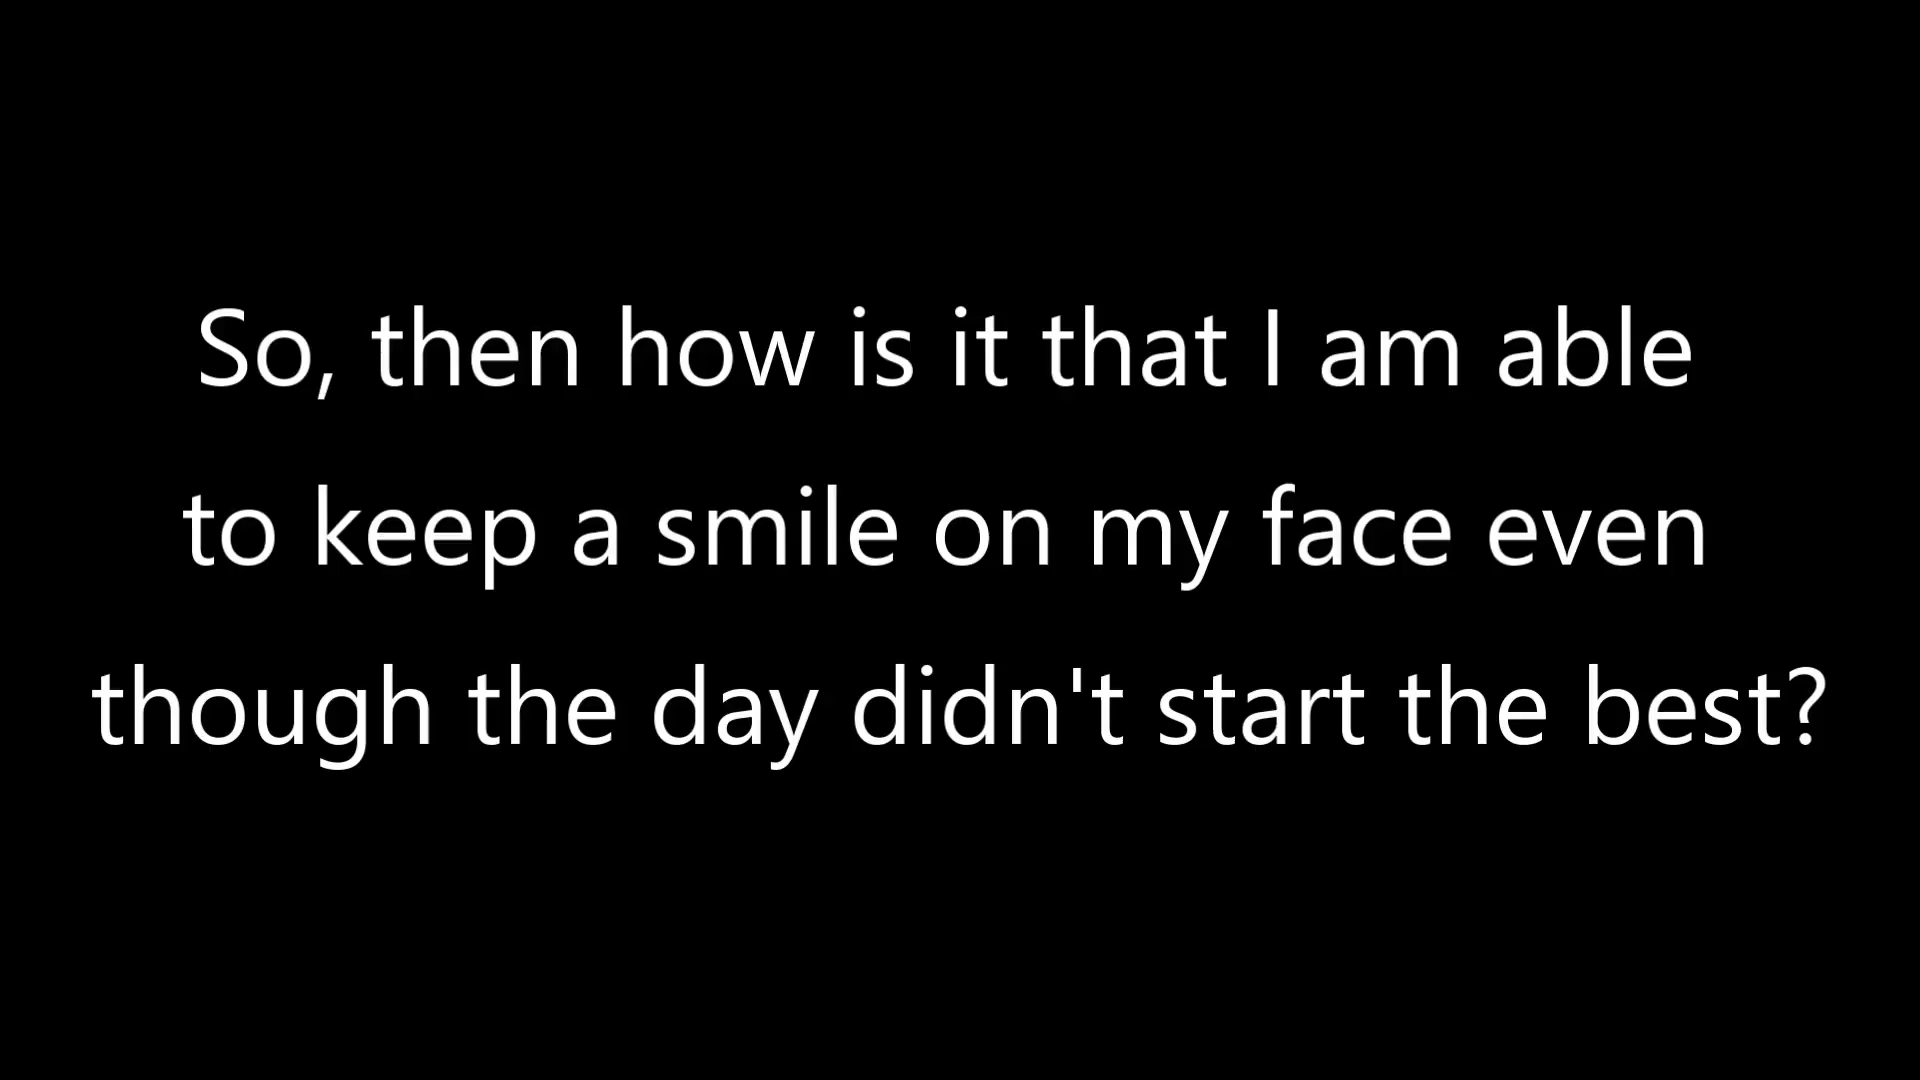 So, then how is it that I am able
to keep a smile on my face even
though the day didn't start the best?